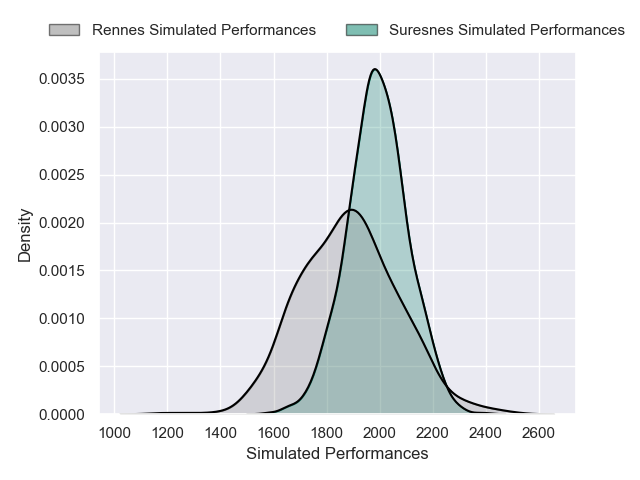 Rennes Simulated Performances Suresnes Simulated Performances
0.0035
0.0030
0.0025
0.0020
0.0015
0.0010
0.0005
0.0000
Density
1000 1200 1400 1600 1800 2000 2200 2400 2600
Simulated Performances